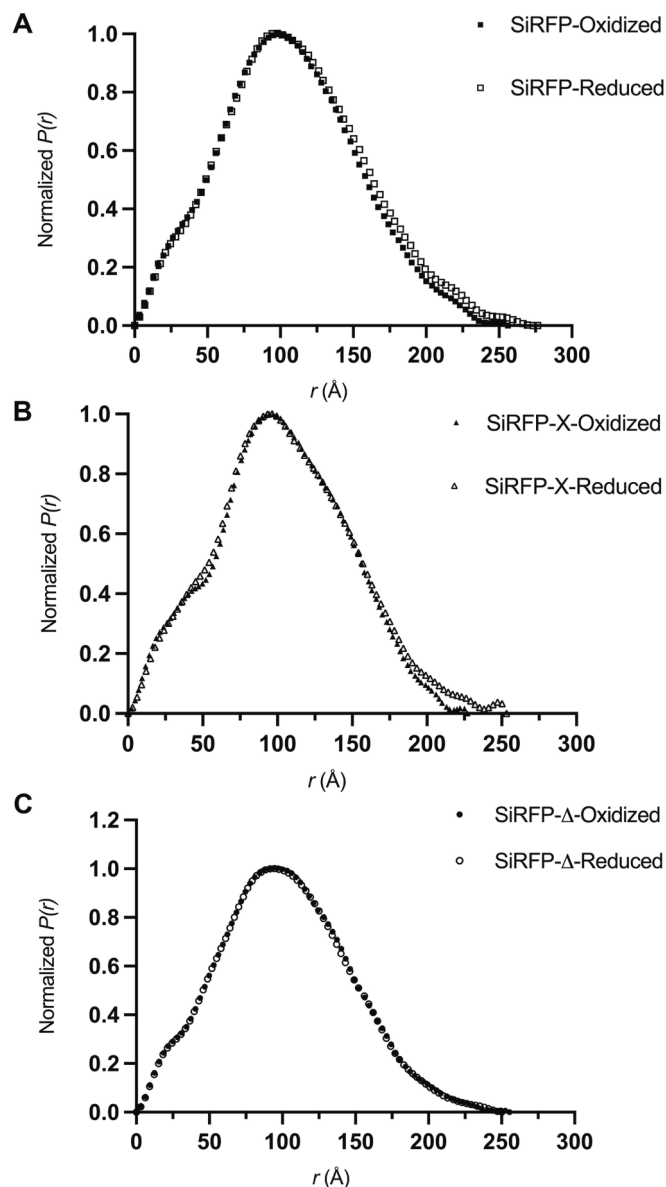 A
SiRFP-Oxidized
SiRFP-Reduced
Normalized P(r)
1.0
0.8
0.6
0.4
0.2
0.0
0 50 100 150 200 250 300
r (Å)
B
SiRFP-X-Oxidized
SiRFP-X-Reduced
Normalized P(r)
1.0
0.8
0.6
0.4
0.2
0.0
0 50 100 150 200 250 300
r (Å)
C
SiRFP-Δ-Oxidized
SiRFP-Δ-Reduced
Normalized P(r)
1.2
1.0
0.8
0.6
0.4
0.2
0.0
0 50 100 150 200 250 300
r (Å)